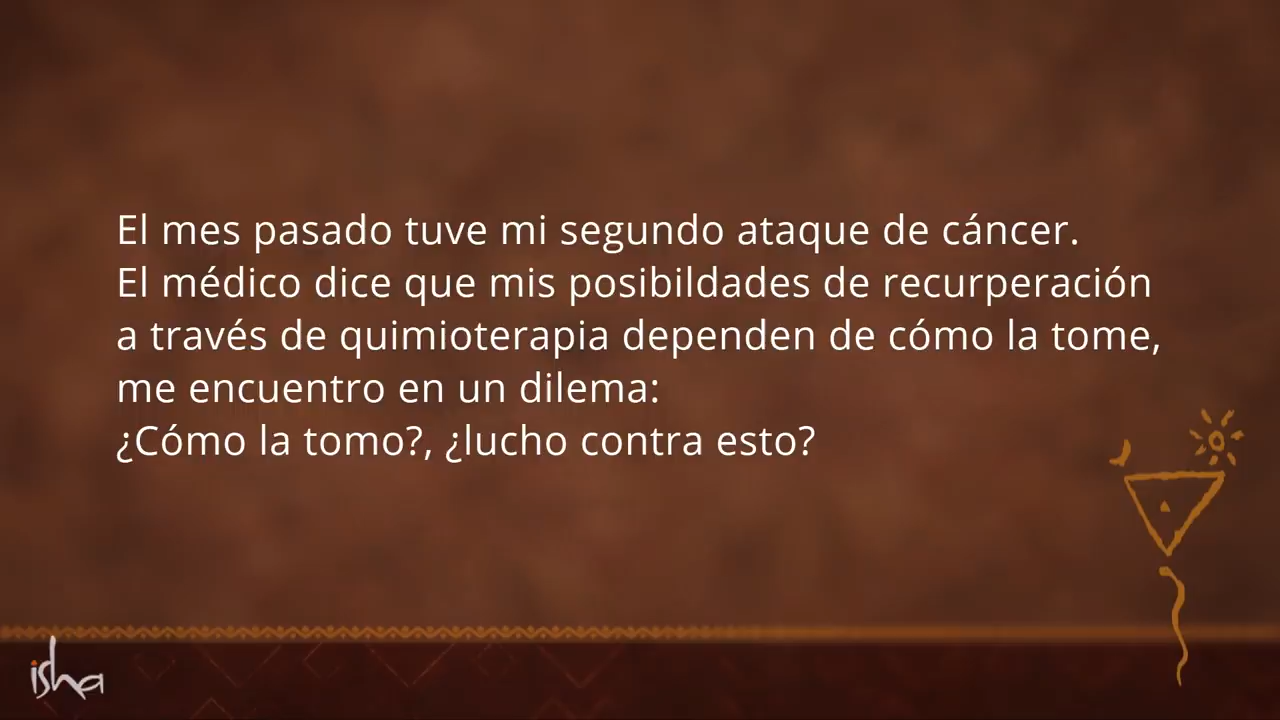 El mes pasado tuve mi segundo ataque de cáncer.
El médico dice que mis posibildades de recurperación
a través de quimioterapia dependen de cómo la tome,
me encuentro en un dilema:
¿Cómo la tomo?, ¿lucho contra esto?
isha